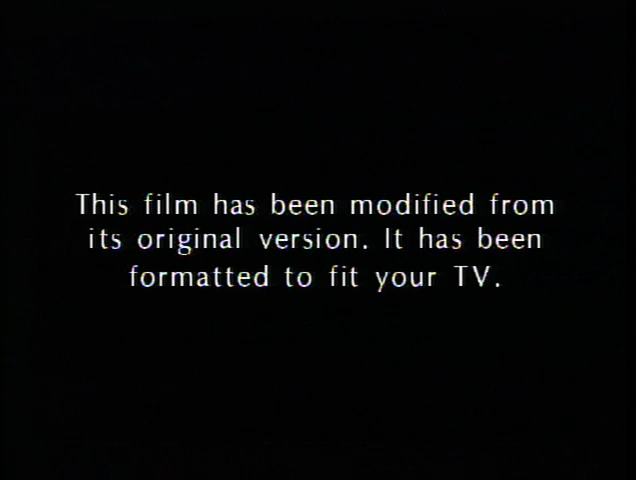 This film has been modified from
its original version. It has been
formatted to fit your TV.